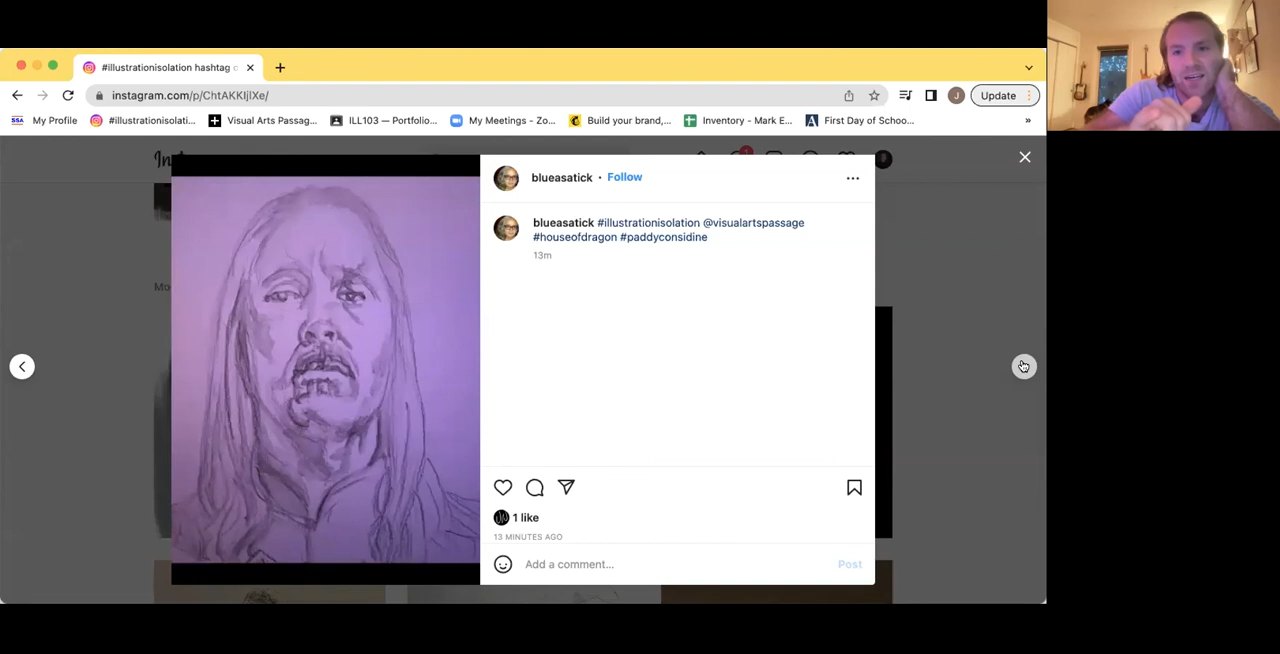 #illustrationisolation hashtag
instagram.com/p/ChtAKKIjlXe/
Update
My Profile
#illustrationisolati...
Visual Arts Passag...
ILL103 — Portfolio...
My Meetings - Zo...
Build your brand,...
Inventory - Mark E...
First Day of Schoo...
»
blueasatick • Follow
blueasatick #illustrationisolation @visualartspassage
#houseofdragon #paddyconsidine
13m
1 like
13 MINUTES AGO
Add a comment...
Post